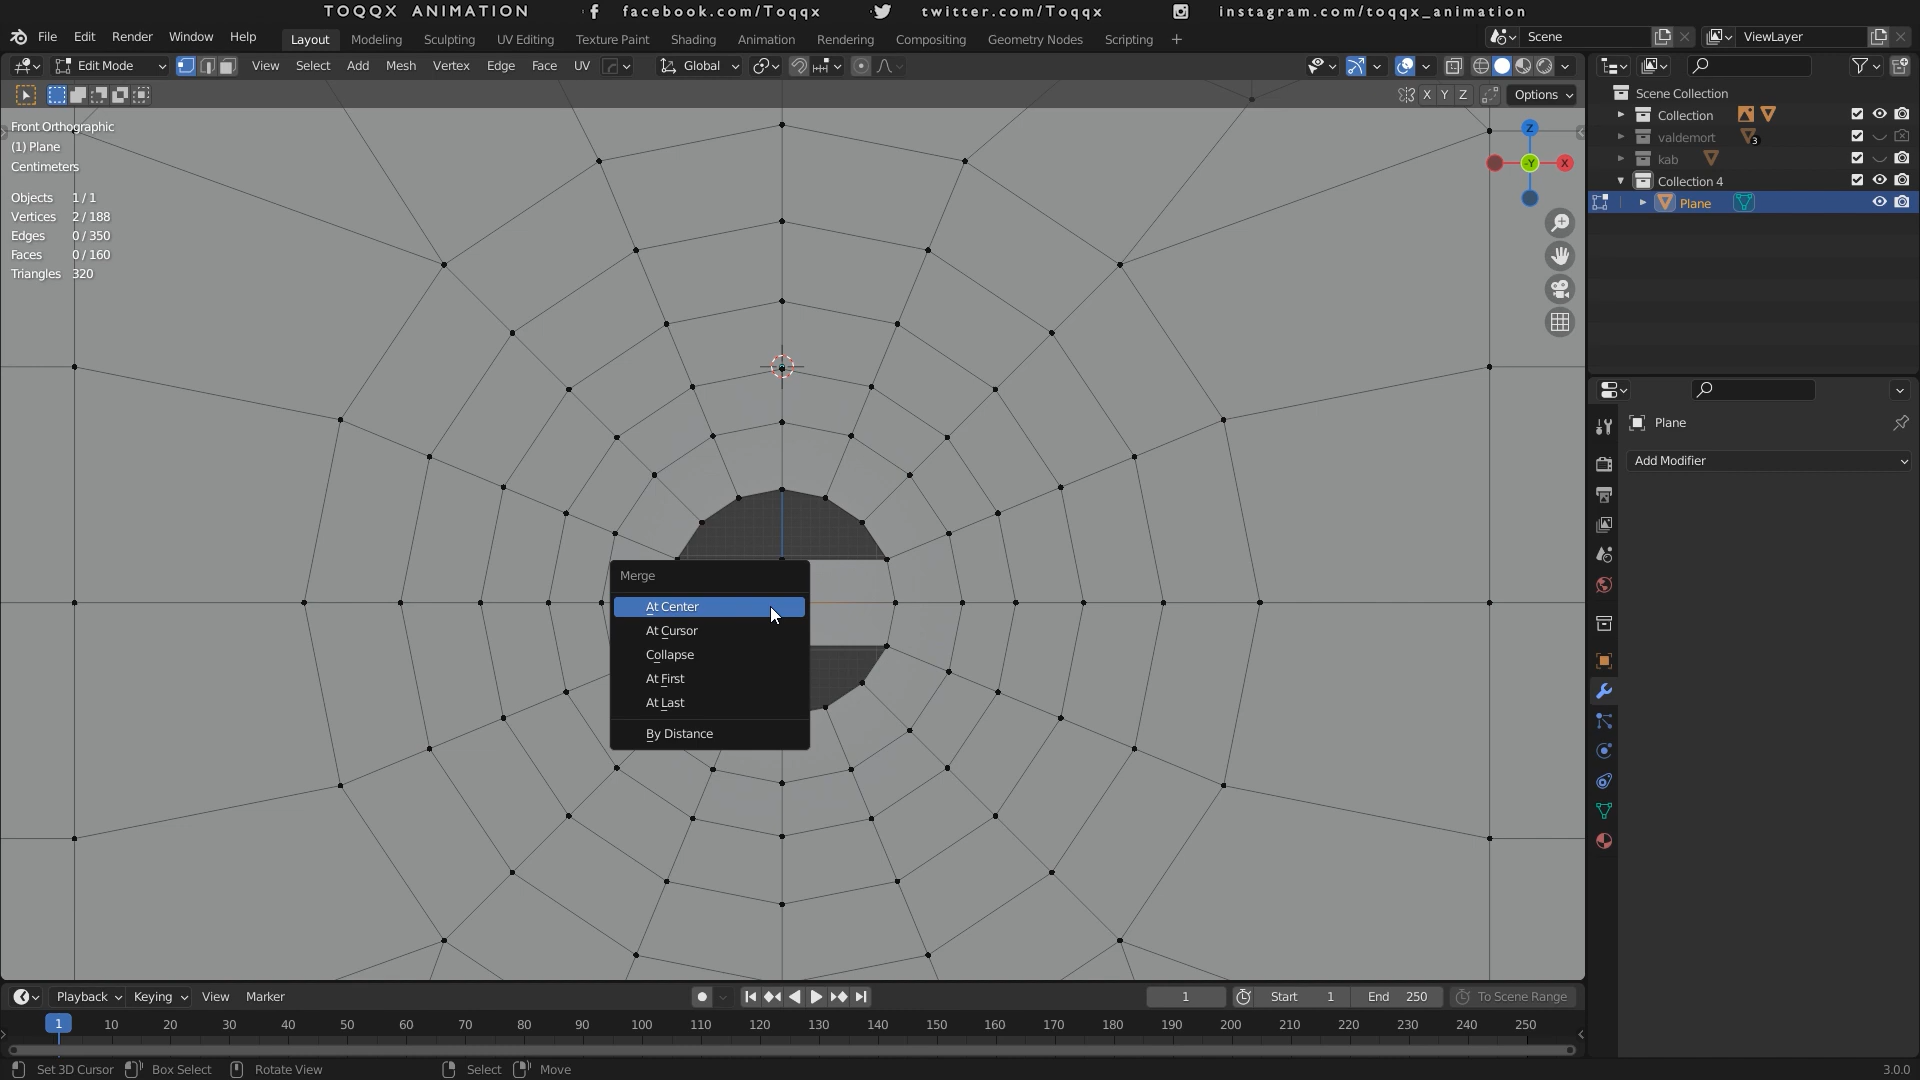 TOQQX ANIMATION facebook.com/Toqqx twitter.com/Toqqx instagram.com/toqqx_animation
File Edit Render Window Help Layout Modeling Sculpting UV Editing Texture Paint Shading Animation Rendering Compositing Geometry Nodes Scripting + Scene ViewLayer
Edit Mode View Select Add Mesh Vertex Edge Face UV Global
X Y Z Options
Front Orthographic
(1) Plane
Centimeters
Objects 1 / 1
Vertices 2 / 188
Edges 0 / 350
Faces 0 / 160
Triangles 320
Z
-Y X
Merge
At Center
At Cursor
Collapse
At First
At Last
By Distance
Scene Collection
Collection
valdemort 3
kab
Collection 4
Plane
Plane
Add Modifier
Playback Keying View Marker 1 Start 1 End 250 To Scene Range
1 10 20 30 40 50 60 70 80 90 100 110 120 130 140 150 160 170 180 190 200 210 220 230 240 250
Set 3D Cursor Box Select Rotate View Select Move 3.0.0